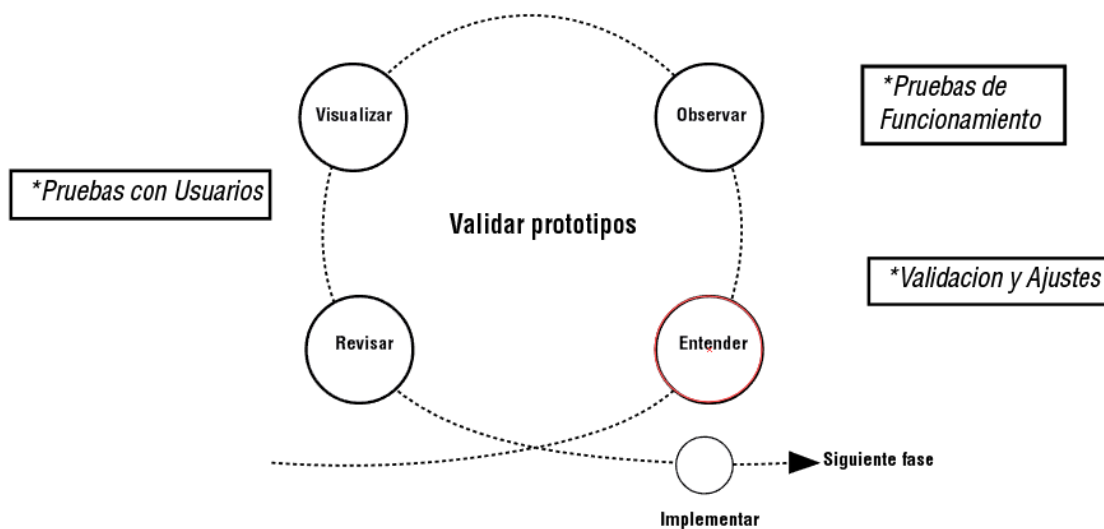 Visualizar
Observar
*Pruebas de
Funcionamiento
*Pruebas con Usuarios
Validar prototipos
*Validacion y Ajustes
Revisar
Entender
Siguiente fase
Implementar